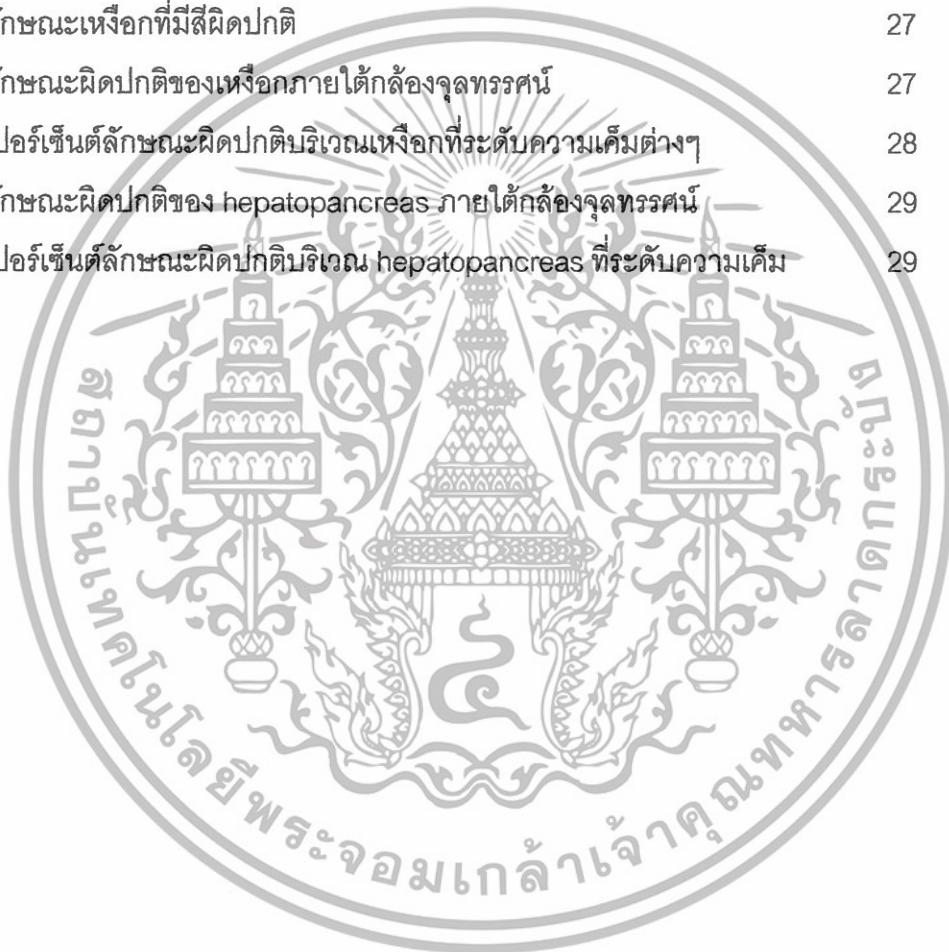 ลักษณะเหงือกที่มีสีผิดปกติ 27
ลักษณะผิดปกติของเหงือกภายใต้กล้องจุลทรรศน์ 27
เปอร์เซ็นต์ลักษณะผิดปกติบริเวณเหงือกที่ระดับความเค็มต่างๆ 28
ลักษณะผิดปกติของ hepatopancreas ภายใต้กล้องจุลทรรศน์ 29
เปอร์เซ็นต์ลักษณะผิดปกติบริเวณ hepatopancreas ที่ระดับความเค็ม 29
สถาบันเทคโนโลยีพระจอมเกล้าเจ้าคุณทหารลาดกระบัง